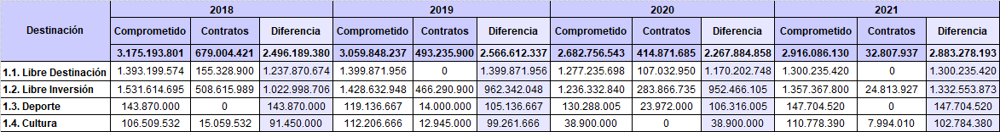 Destinación 2018 2019 2020 2021
Comprometido Contratos Diferencia Comprometido Contratos Diferencia Comprometido Contratos Diferencia Comprometido Contratos Diferencia
3.175.193.801 679.004.421 2.496.189.380 3.059.848.237 493.235.900 2.566.612.337 2.682.756.543 414.871.685 2.267.884.858 2.916.086.130 32.807.937 2.883.278.193
1.1. Libre Destinación 1.393.199.574 155.328.900 1.237.870.674 1.399.871.956 0 1.399.871.956 1.277.235.698 107.032.950 1.170.202.748 1.300.235.420 0 1.300.235.420
1.2. Libre Inversión 1.531.614.695 508.615.989 1.022.998.706 1.428.632.948 466.290.900 962.342.048 1.236.332.840 283.866.735 952.466.105 1.357.367.800 24.813.927 1.332.553.873
1.3. Deporte 143.870.000 0 143.870.000 119.136.667 14.000.000 105.136.667 130.288.005 23.972.000 106.316.005 147.704.520 0 147.704.520
1.4. Cultura 106.509.532 15.059.532 91.450.000 112.206.666 12.945.000 99.261.666 38.900.000 0 38.900.000 110.778.390 7.994.010 102.784.380